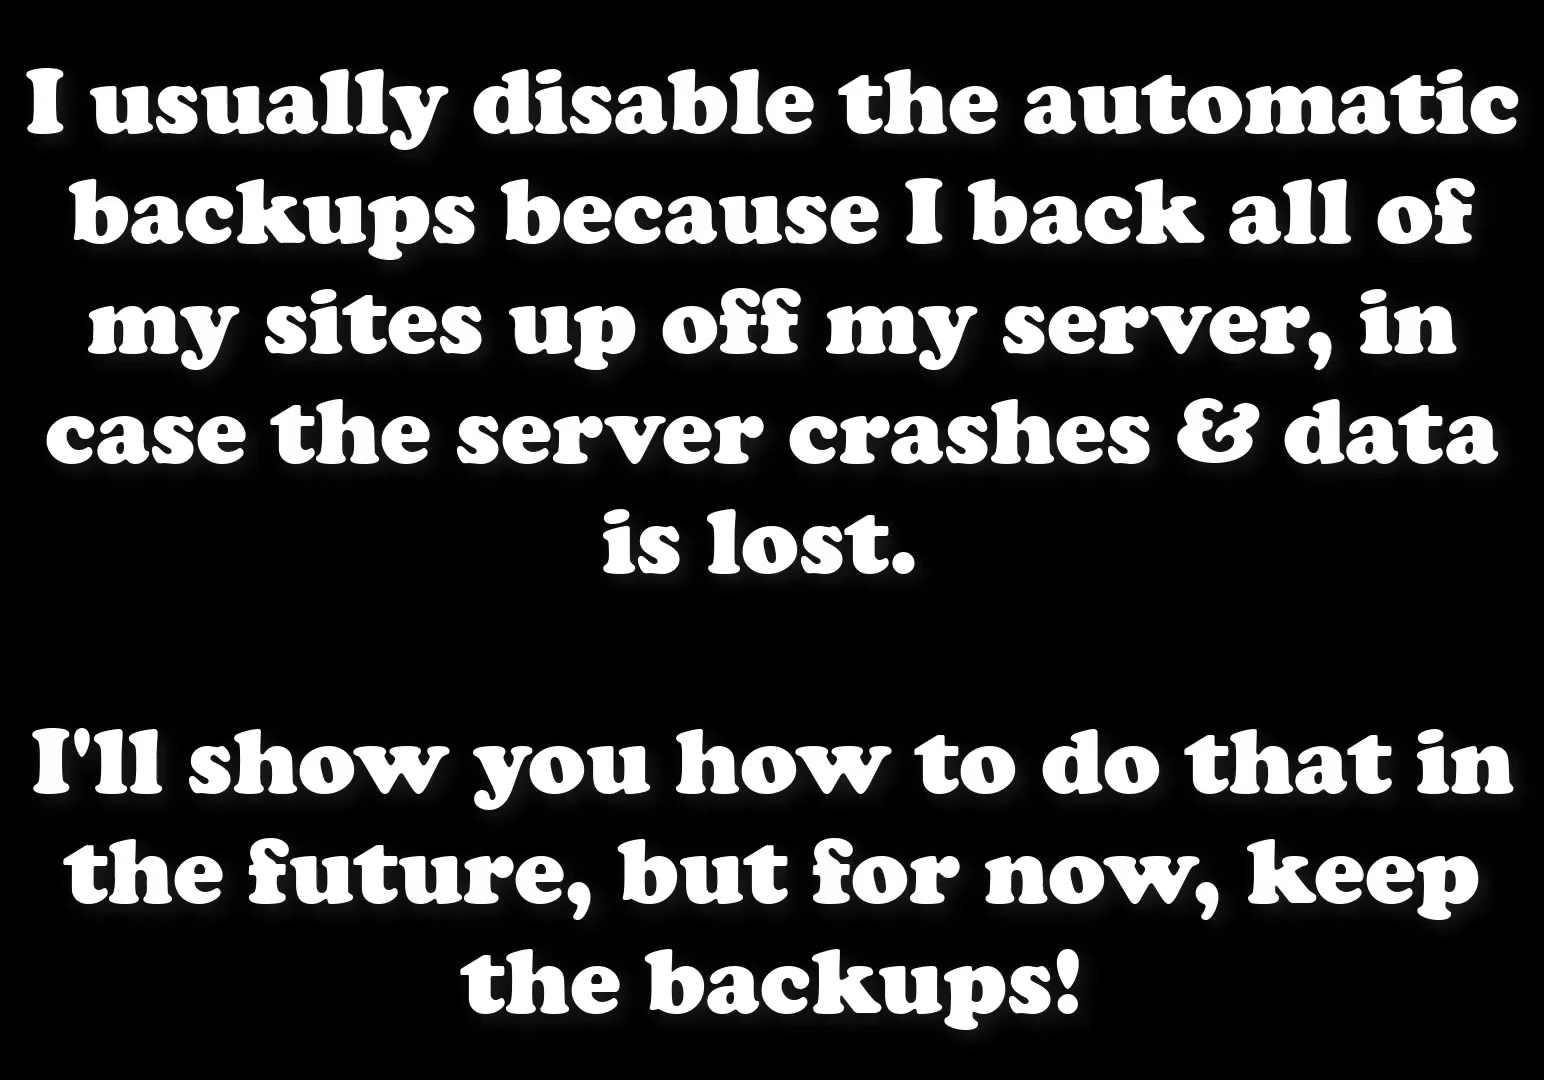 I usually disable the automatic
backups because I back all of
my sites up off my server, in
case the server crashes & data
is lost.
I'll show you how to do that in
the future, but for now, keep
the backups!